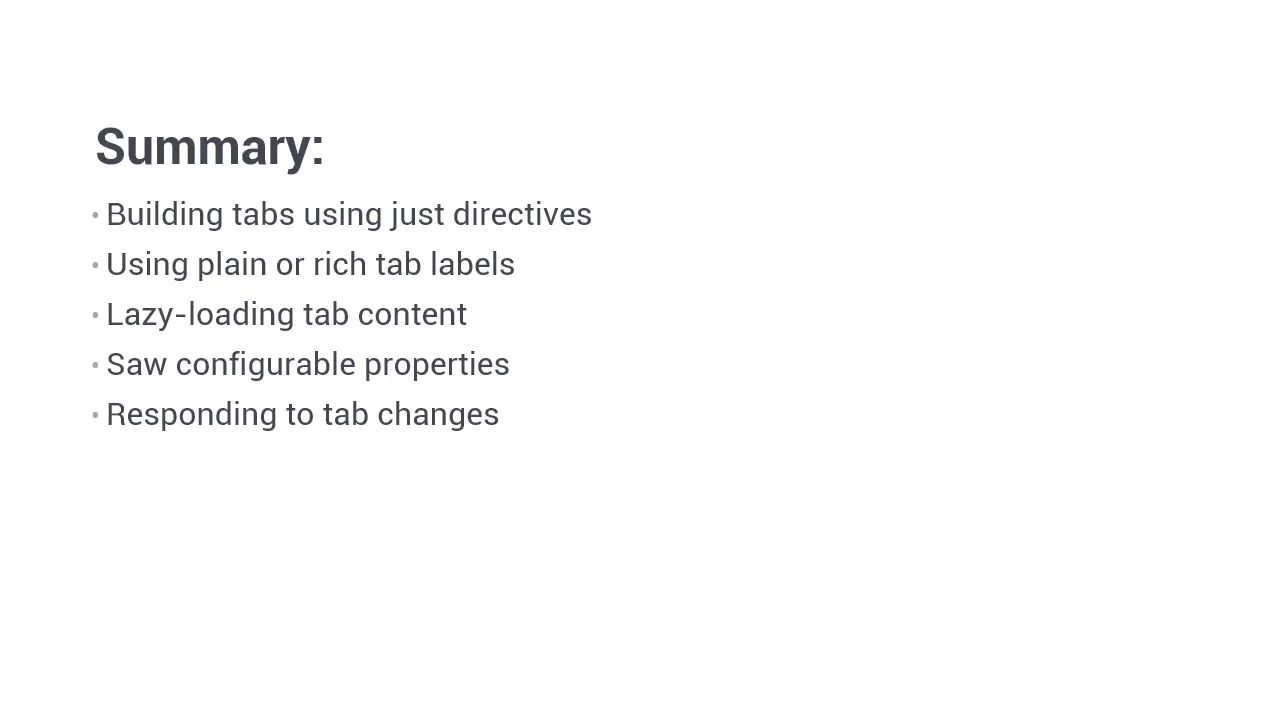 Summary:
• Building tabs using just directives
• Using plain or rich tab labels
• Lazy-loading tab content
• Saw configurable properties
• Responding to tab changes